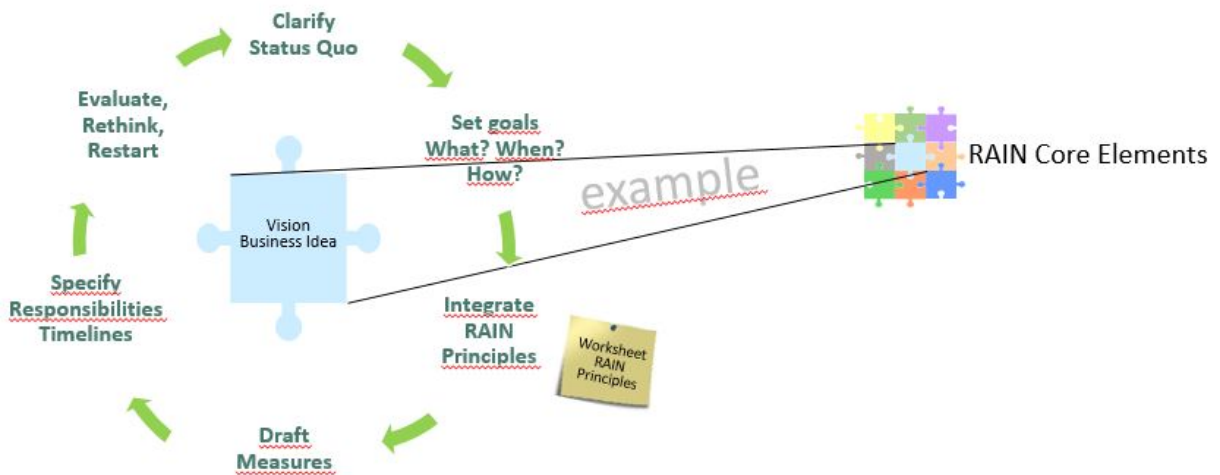 Clarify
Status Quo
Set goals
What? When?
How?
Integrate
RAIN
Principles
Worksheet
RAIN
Principles
Draft
Measures
Specify
Responsibilities
Timelines
Evaluate,
Rethink,
Restart
Vision
Business Idea
example
RAIN Core Elements